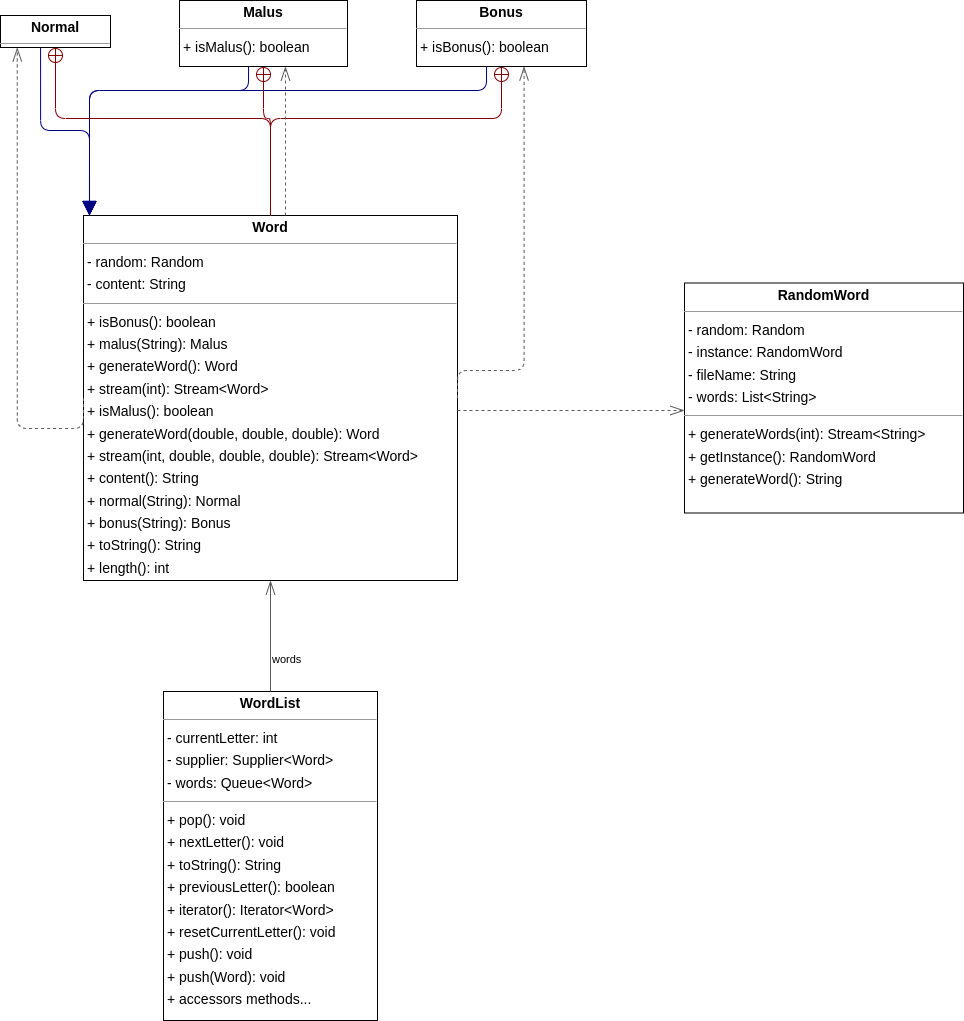 Normal
Malus
+ isMalus(): boolean
Bonus
+ isBonus(): boolean
Word
- random: Random
- content: String
+ isBonus(): boolean
+ malus(String): Malus
+ generateWord(): Word
+ stream(int): Stream<Word>
+ isMalus(): boolean
+ generateWord(double, double, double): Word
+ stream(int, double, double, double): Stream<Word>
+ content(): String
+ normal(String): Normal
+ bonus(String): Bonus
+ toString(): String
+ length(): int
RandomWord
- random: Random
- instance: RandomWord
- fileName: String
- words: List<String>
+ generateWords(int): Stream<String>
+ getInstance(): RandomWord
+ generateWord(): String
words
WordList
- currentLetter: int
- supplier: Supplier<Word>
- words: Queue<Word>
+ pop(): void
+ nextLetter(): void
+ toString(): String
+ previousLetter(): boolean
+ iterator(): Iterator<Word>
+ resetCurrentLetter(): void
+ push(): void
+ push(Word): void
+ accessors methods...